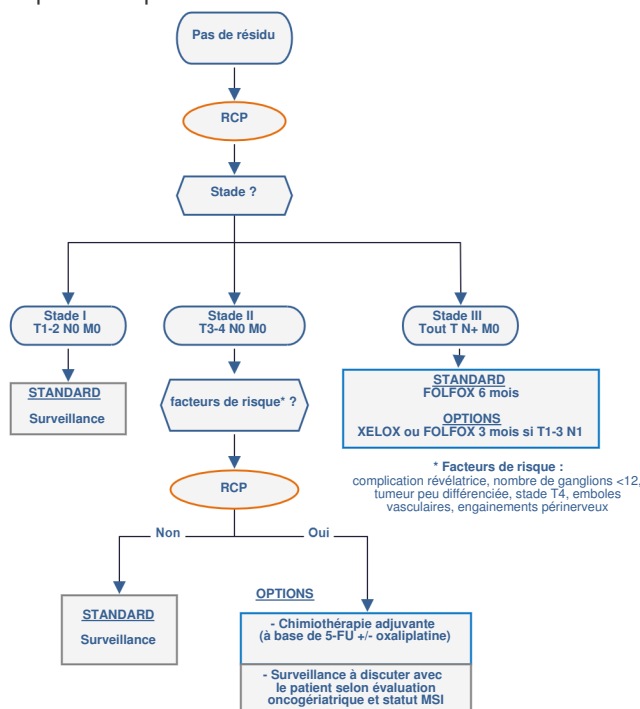 Pas de résidu
RCP
Stade ?
Stade I
T1-2 N0 M0
Stade II
T3-4 N0 M0
Stade III
Tout T N+ M0
STANDARD
Surveillance
facteurs de risque* ?
STANDARD
FOLFOX 6 mois
OPTIONS
XELOX ou FOLFOX 3 mois si T1-3 N1
* Facteurs de risque :
complication révélatrice, nombre de ganglions <12,
tumeur peu différenciée, stade T4, emboles
vasculaires, engainements périnerveux
RCP
Non
Oui
STANDARD
Surveillance
OPTIONS
- Chimiothérapie adjuvante
(à base de 5-FU +/- oxaliplatine)
- Surveillance à discuter avec
le patient selon évaluation
oncogériatrique et statut MSI